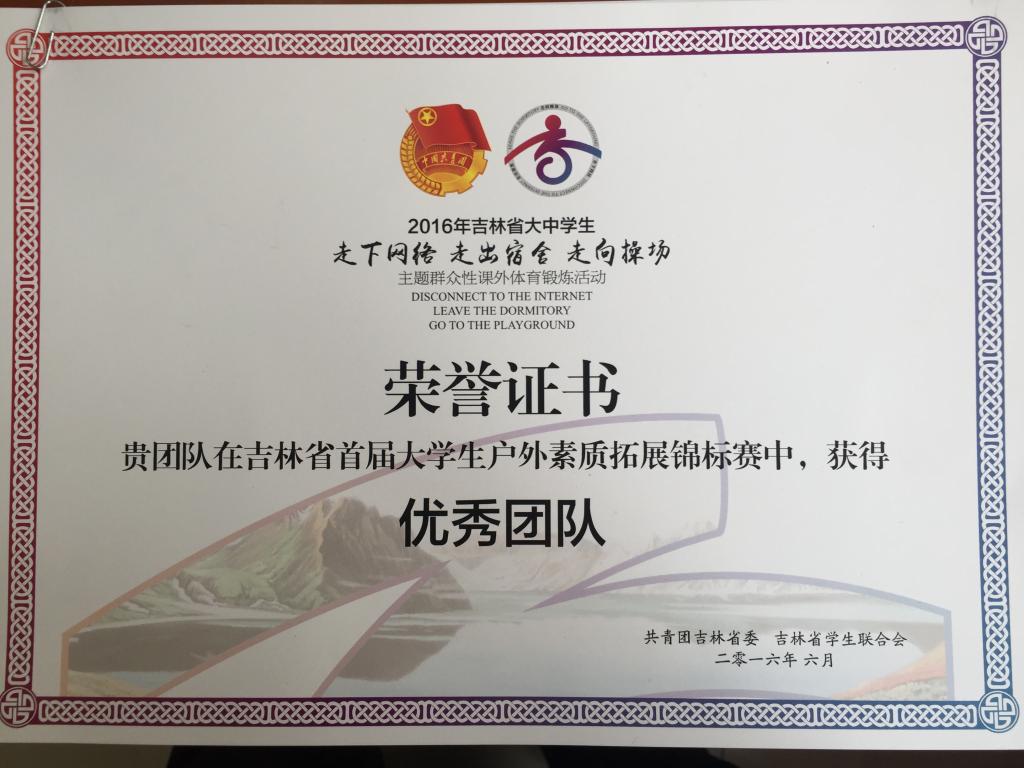 中国共青团
2016年吉林省大中学生
走下网络 走出宿舍 走向操场
主题群众性课外体育锻炼活动
DISCONNECT TO THE INTERNET
LEAVE THE DORMITORY
GO TO THE PLAYGROUND
荣誉证书
贵团队在吉林省首届大学生户外素质拓展锦标赛中，获得
优秀团队
共青团吉林省委 吉林省学生联合会
二零一六年六月